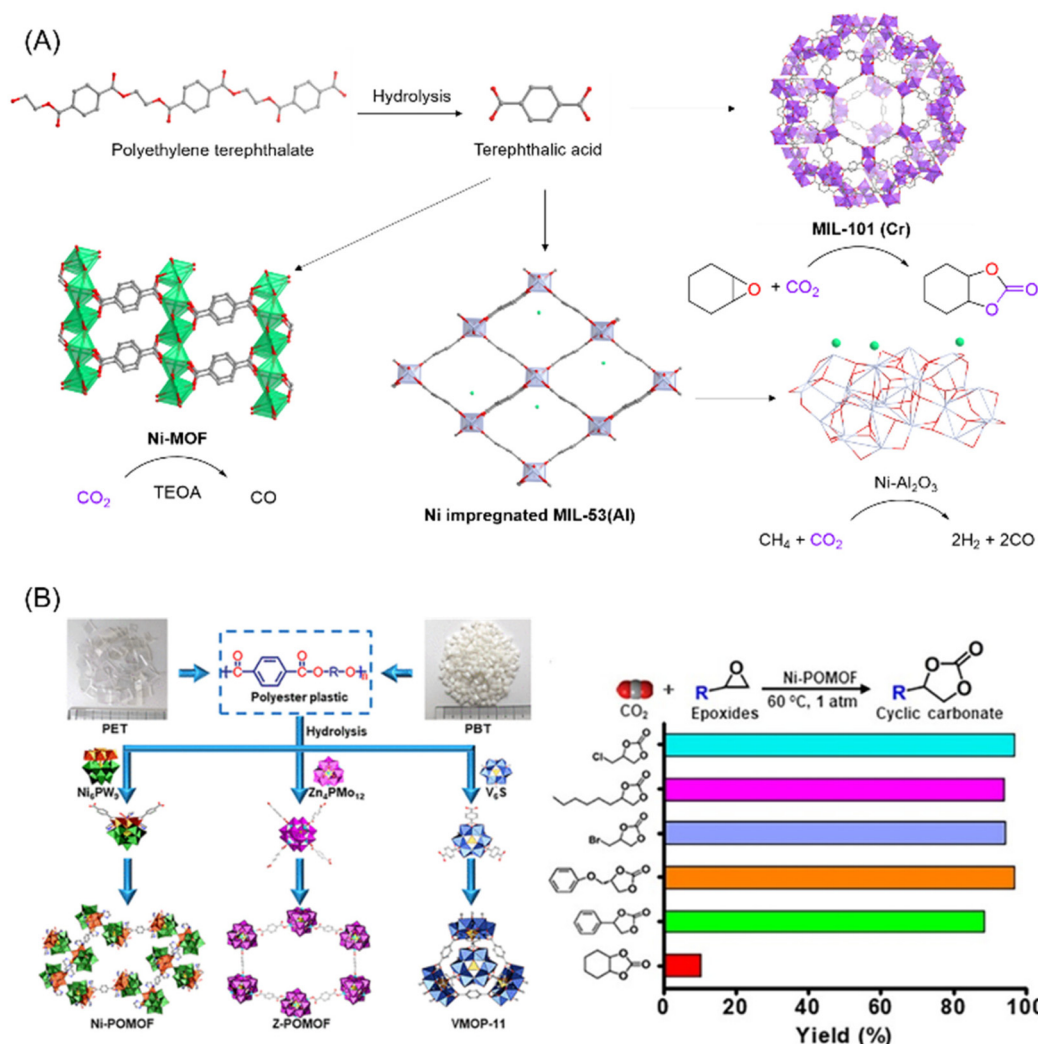 (A)
Polyethylene terephthalate
Hydrolysis
Terephthalic acid
MIL-101 (Cr)
O + CO2
O
O
O
Ni-MOF
CO2
TEOA
CO
Ni impregnated MIL-53(Al)
Ni-Al2O3
CH4 + CO2
2H2 + 2CO
(B)
PET
O
C
O
C-O-R-O
n
Polyester plastic
PBT
Hydrolysis
Ni6PW9
Zn4PMo12
V6S
Ni-POMOF
Z-POMOF
VMOP-11
CO2
+
R
O
Epoxides
Ni-POMOF
60 ºC, 1 atm
R
O
O
O
Cyclic carbonate
Cl
O
O
O
O
O
O
Br
O
O
O
O
O
O
O
O
O
O
O
O
O
0
20
40
60
80
100
Yield (%)